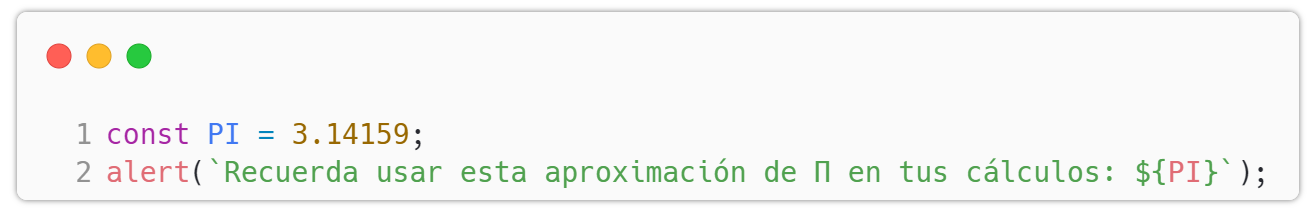 1 const PI = 3.14159;
2 alert(`Recuerda usar esta aproximación de Π en tus cálculos: ${PI}`);